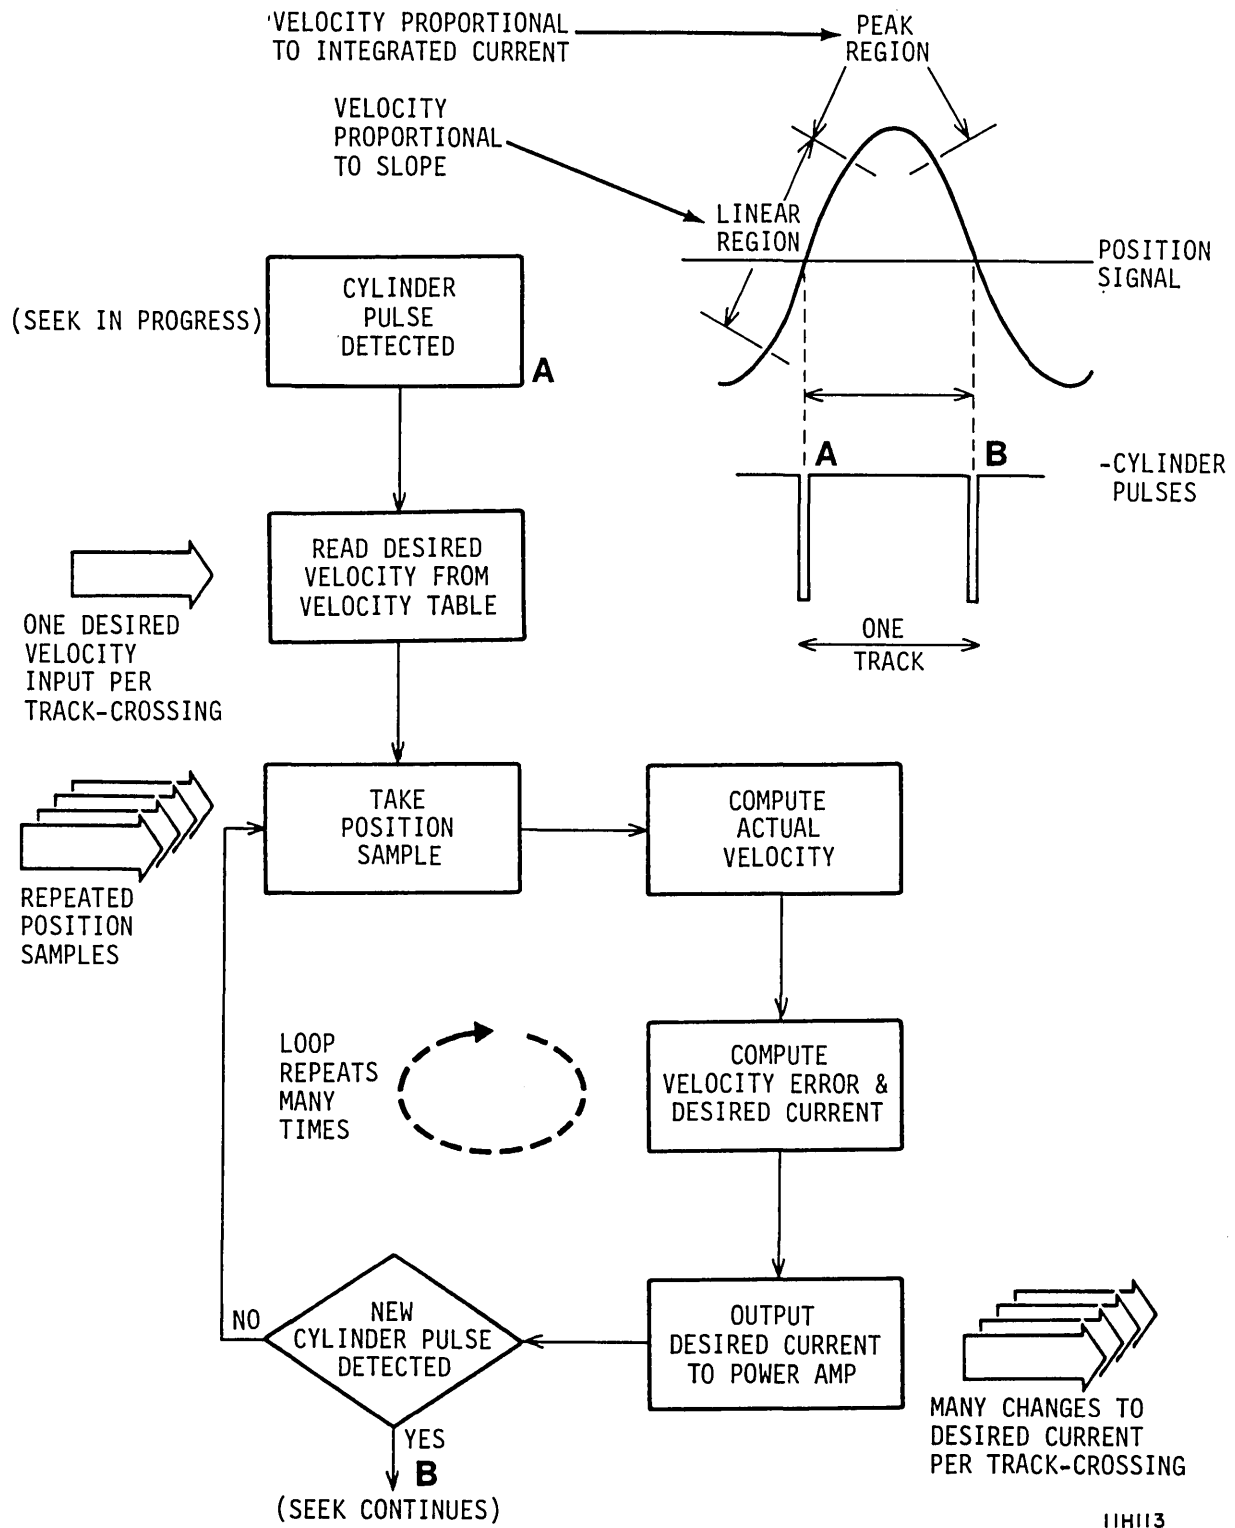 VELOCITY PROPORTIONAL
TO INTEGRATED CURRENT
PEAK
REGION
VELOCITY
PROPORTIONAL
TO SLOPE
LINEAR
REGION
POSITION
SIGNAL
(SEEK IN PROGRESS)
CYLINDER
PULSE
DETECTED
A
A
B
-CYLINDER
PULSES
ONE
TRACK
READ DESIRED
VELOCITY FROM
VELOCITY TABLE
ONE DESIRED
VELOCITY
INPUT PER
TRACK-CROSSING
TAKE
POSITION
SAMPLE
COMPUTE
ACTUAL
VELOCITY
REPEATED
POSITION
SAMPLES
LOOP
REPEATS
MANY
TIMES
COMPUTE
VELOCITY ERROR &
DESIRED CURRENT
OUTPUT
DESIRED CURRENT
TO POWER AMP
NO
NEW
CYLINDER PULSE
DETECTED
YES
B
(SEEK CONTINUES)
MANY CHANGES TO
DESIRED CURRENT
PER TRACK-CROSSING
11H113